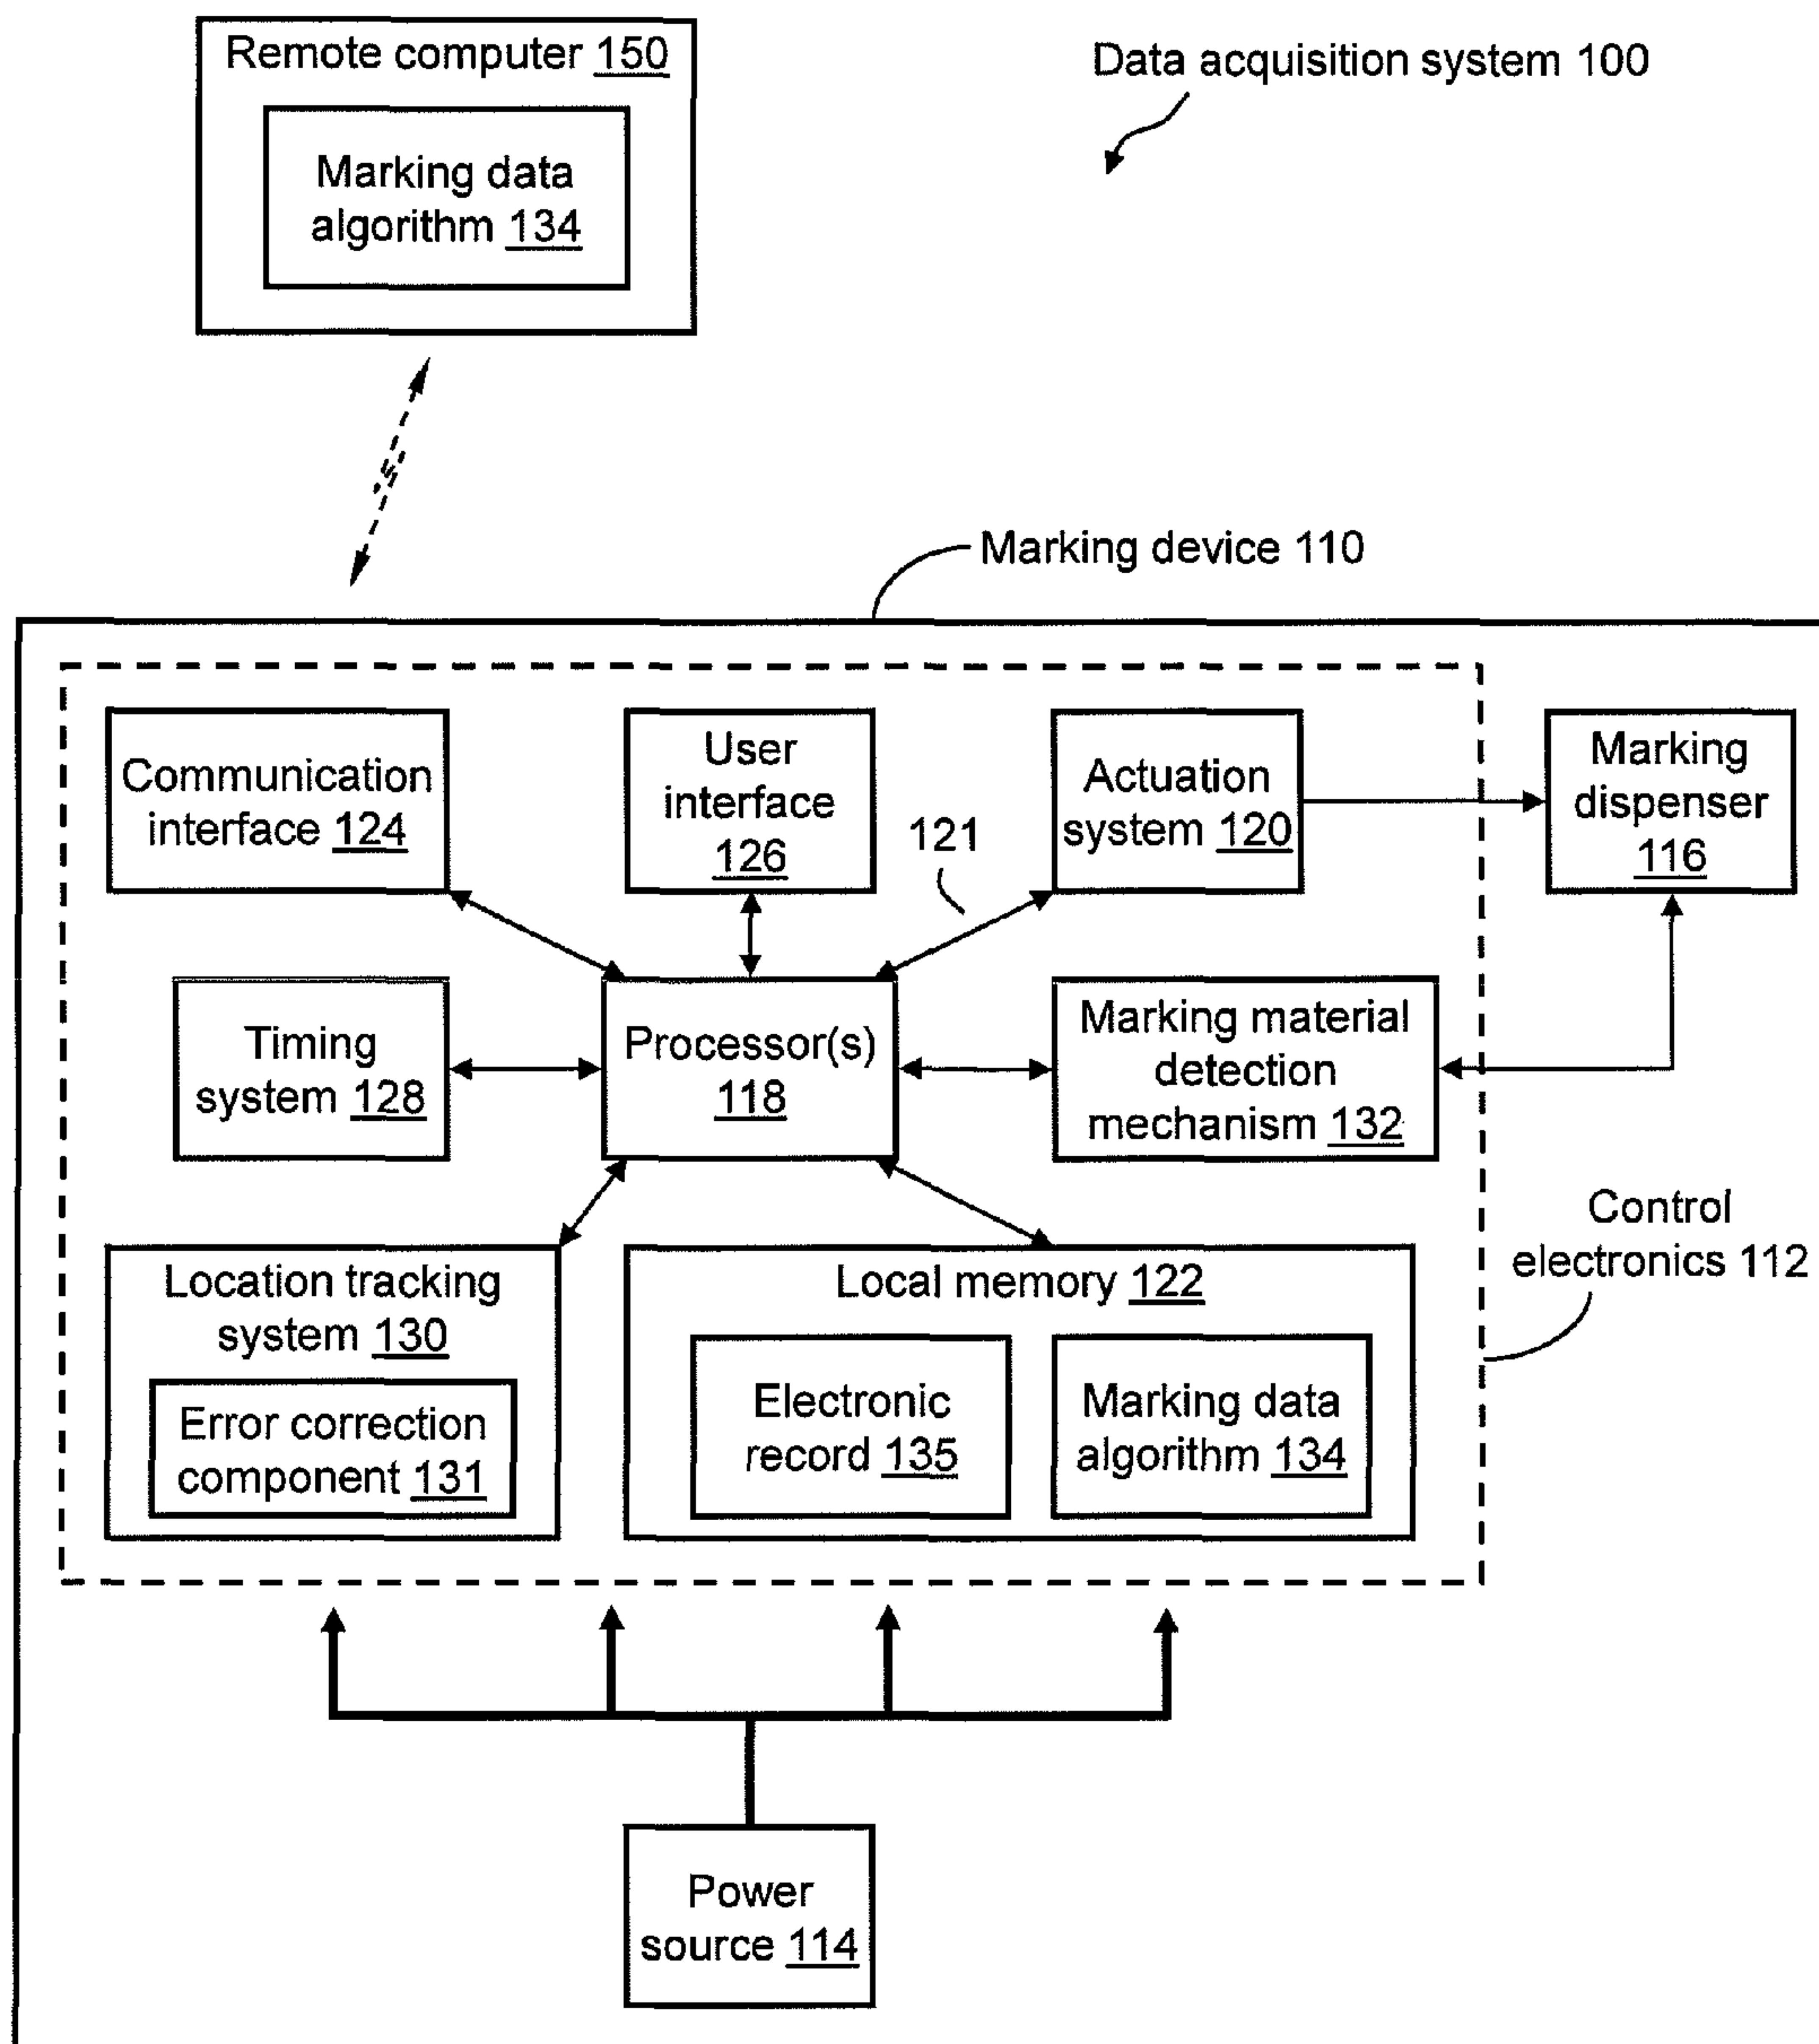 Remote computer 150
Data acquisition system 100
Marking data
algorithm 134
Marking device 110
Communication
interface 124
User
interface
126
Actuation
system 120
Marking
dispenser
116
121
Timing
system 128
Processor(s)
118
Marking material
detection
mechanism 132
Control
electronics 112
Location tracking
system 130
Error correction
component 131
Local memory 122
Electronic
record 135
Marking data
algorithm 134
Power
source 114